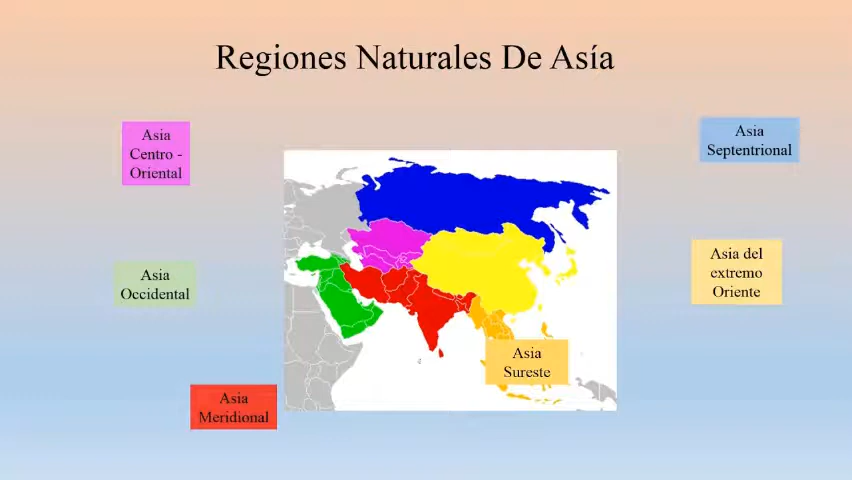 Regiones Naturales De Asía
Asia
Centro -
Oriental
Asia
Septentrional
Asia
Occidental
Asia del
extremo
Oriente
Asia
Sureste
Asia
Meridional